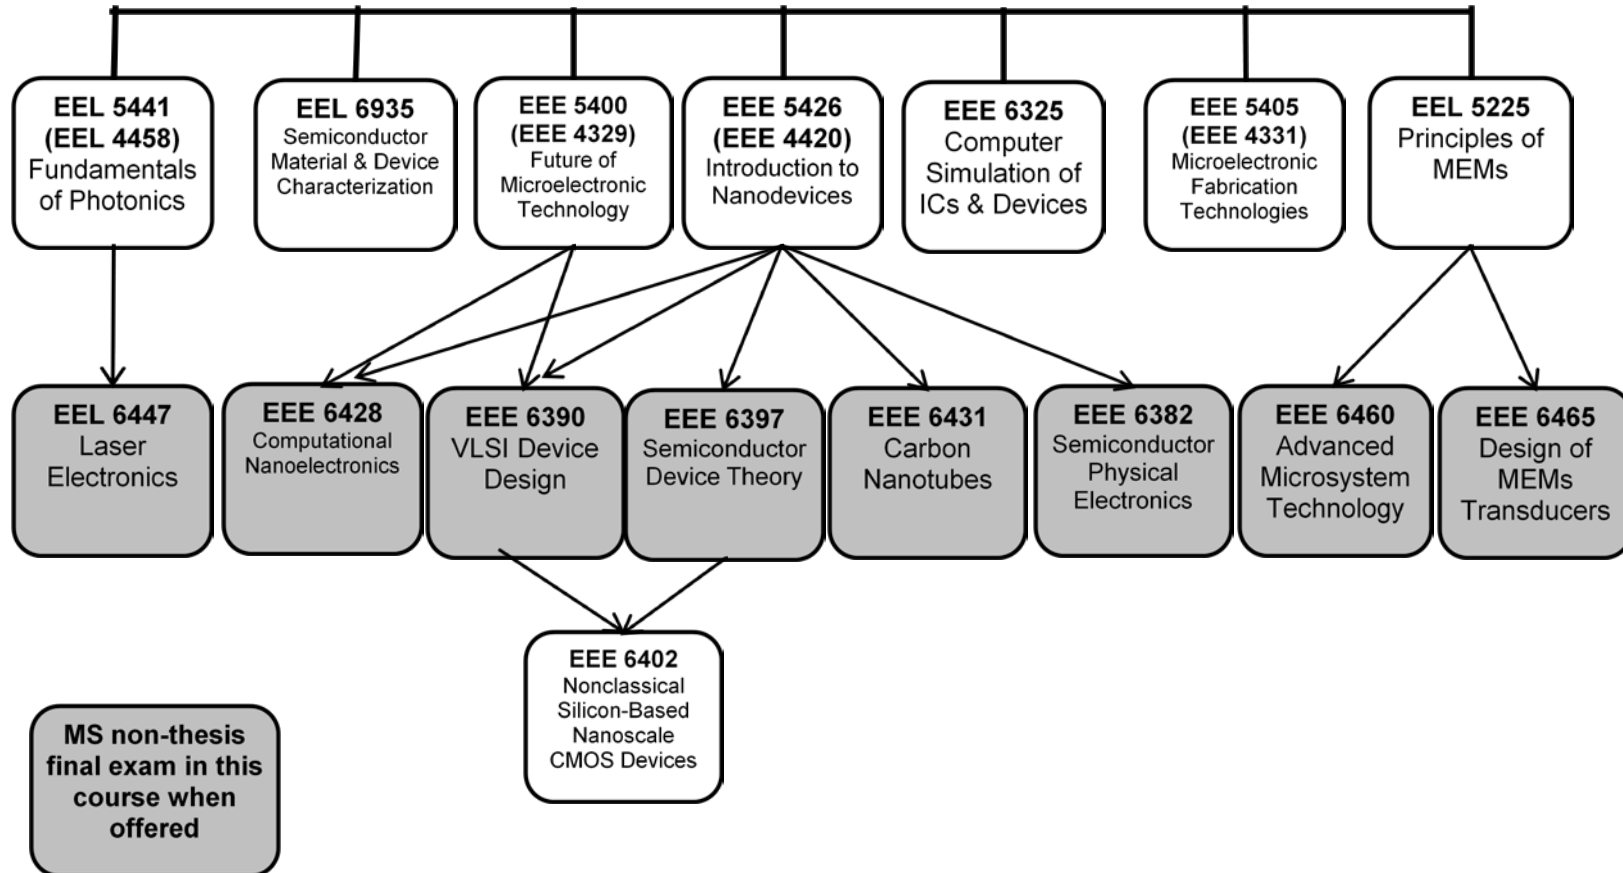 EEL 5441
(EEL 4458)
Fundamentals
of Photonics
EEL 6935
Semiconductor
Material & Device
Characterization
EEE 5400
(EEE 4329)
Future of
Microelectronic
Technology
EEE 5426
(EEE 4420)
Introduction to
Nanodevices
EEE 6325
Computer
Simulation of
ICs & Devices
EEE 5405
(EEE 4331)
Microelectronic
Fabrication
Technologies
EEL 5225
Principles of
MEMs
EEL 6447
Laser
Electronics
EEE 6428
Computational
Nanoelectronics
EEE 6390
VLSI Device
Design
EEE 6397
Semiconductor
Device Theory
EEE 6431
Carbon
Nanotubes
EEE 6382
Semiconductor
Physical
Electronics
EEE 6460
Advanced
Microsystem
Technology
EEE 6465
Design of
MEMs
Transducers
EEE 6402
Nonclassical
Silicon-Based
Nanoscale
CMOS Devices
MS non-thesis
final exam in this
course when
offered